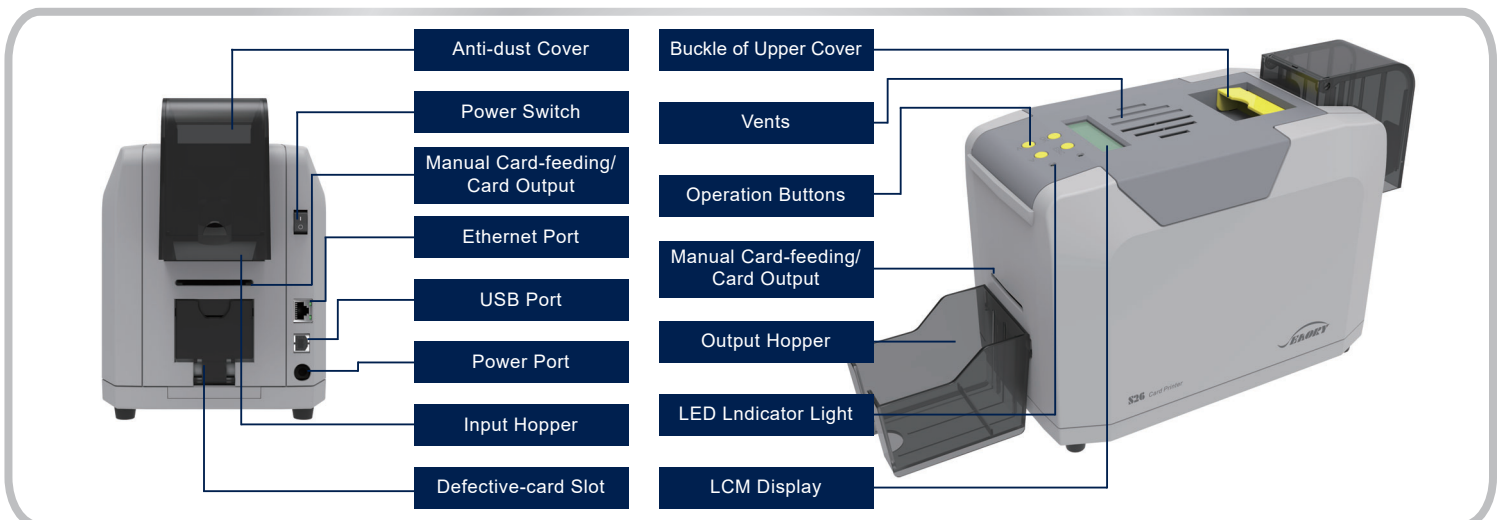 Anti-dust Cover
Power Switch
Manual Card-feeding/
Card Output
Ethernet Port
USB Port
Power Port
Input Hopper
Defective-card Slot
Buckle of Upper Cover
Vents
Operation Buttons
Manual Card-feeding/
Card Output
Output Hopper
LED Lndicator Light
LCM Display
SEKORY
S26 Card Printer